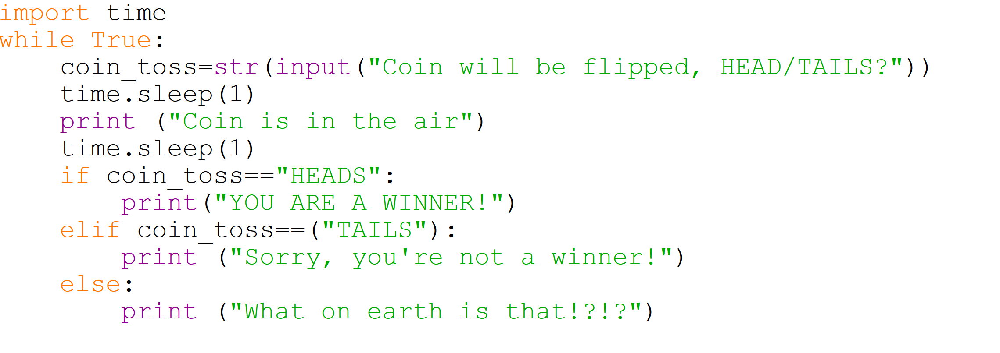 import time
while True:
    coin_toss=str(input("Coin will be flipped, HEAD/TAILS?"))
    time.sleep(1)
    print ("Coin is in the air")
    time.sleep(1)
    if coin_toss=="HEADS":
        print("YOU ARE A WINNER!")
    elif coin_toss==("TAILS"):
        print ("Sorry, you're not a winner!")
    else:
        print ("What on earth is that!?!?")